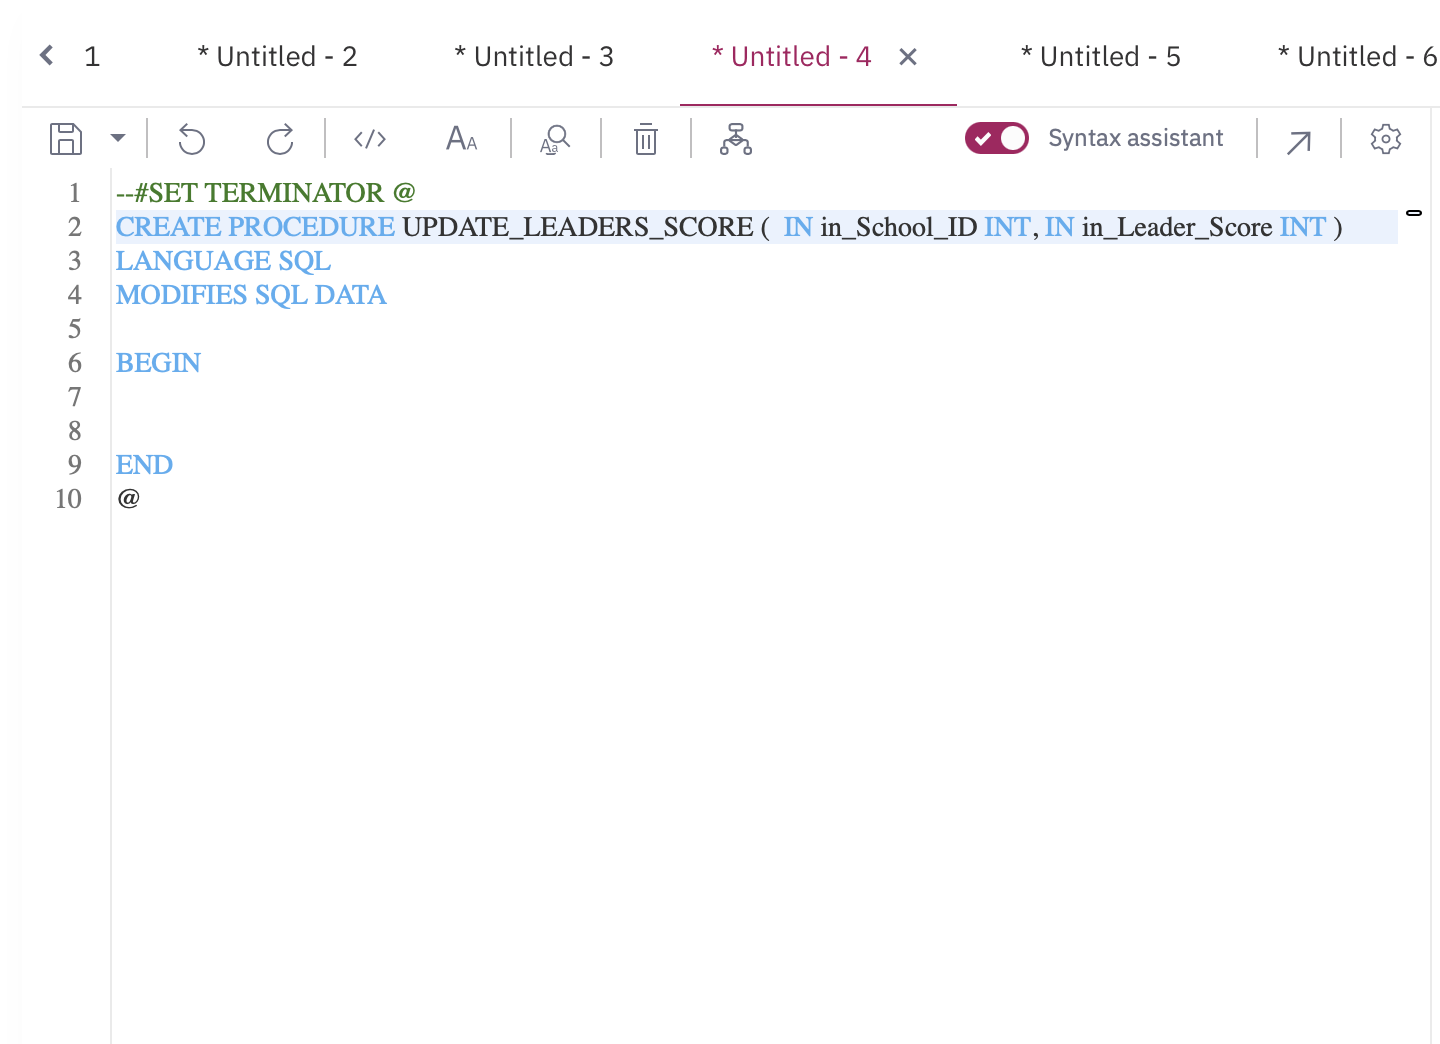 1 * Untitled - 2 * Untitled - 3 * Untitled - 4 * Untitled - 5 * Untitled - 6
Syntax assistant
1 --#SET TERMINATOR @
2 CREATE PROCEDURE UPDATE_LEADERS_SCORE (  IN in_School_ID INT, IN in_Leader_Score INT )
3 LANGUAGE SQL
4 MODIFIES SQL DATA
5
6 BEGIN
7
8
9 END
10 @